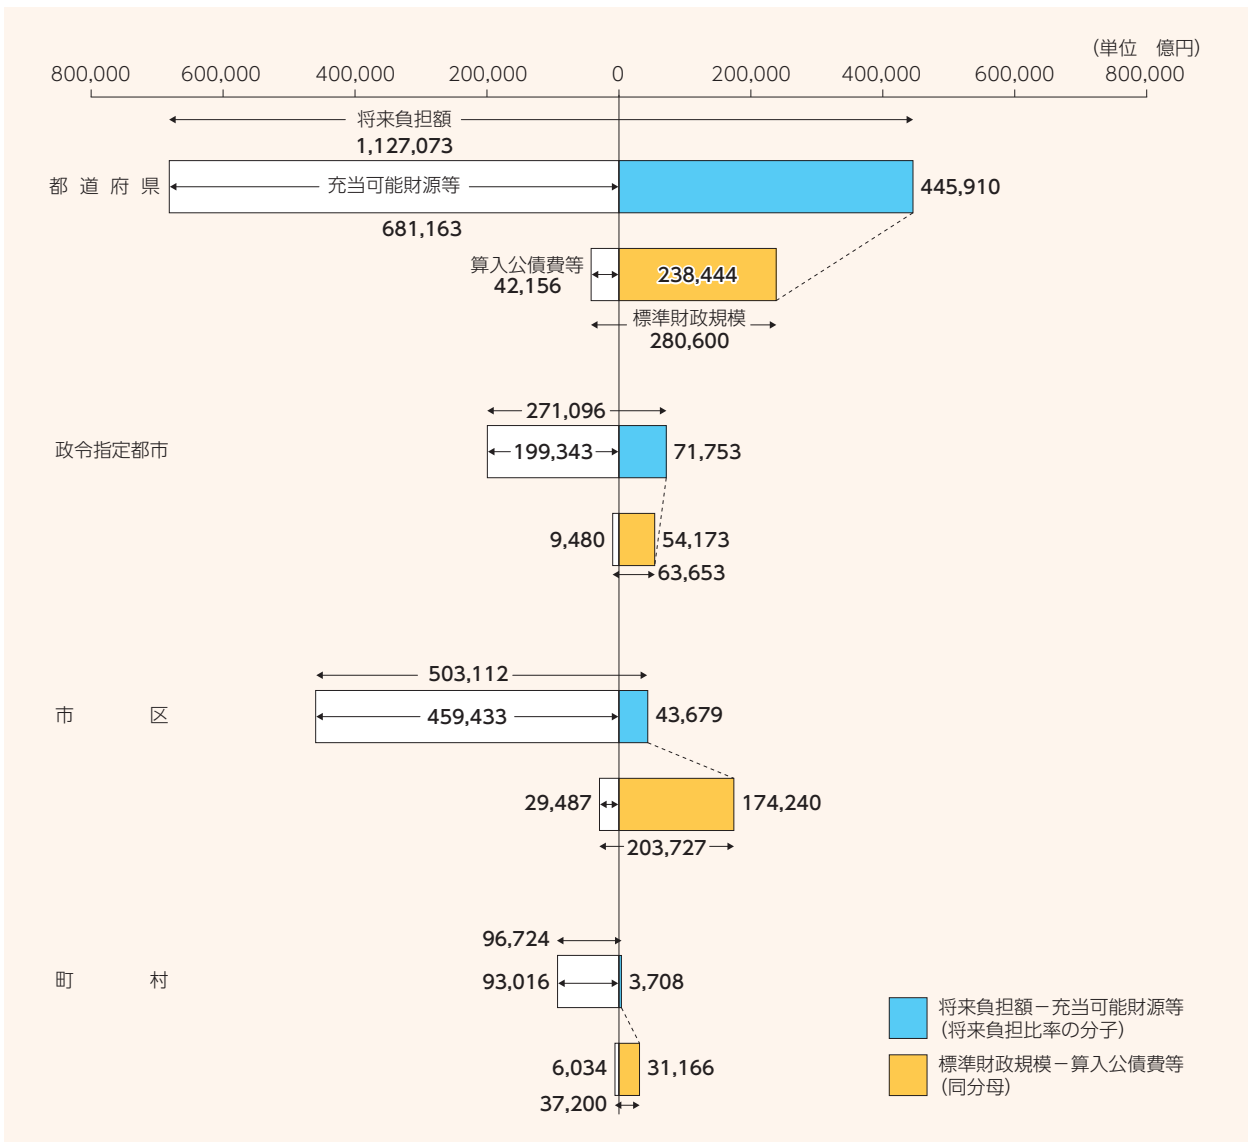 (単位　億円)
800,000 600,000 400,000 200,000 0 200,000 400,000 600,000 800,000
将来負担額
1,127,073
都道府県
充当可能財源等
445,910
681,163
算入公債費等
42,156
238,444
標準財政規模
280,600
271,096
政令指定都市
199,343
71,753
9,480
54,173
63,653
503,112
市区
459,433
43,679
29,487
174,240
203,727
96,724
町村
93,016
3,708
6,034
31,166
37,200
将来負担額－充当可能財源等
(将来負担比率の分子)
標準財政規模－算入公債費等
(同分母)